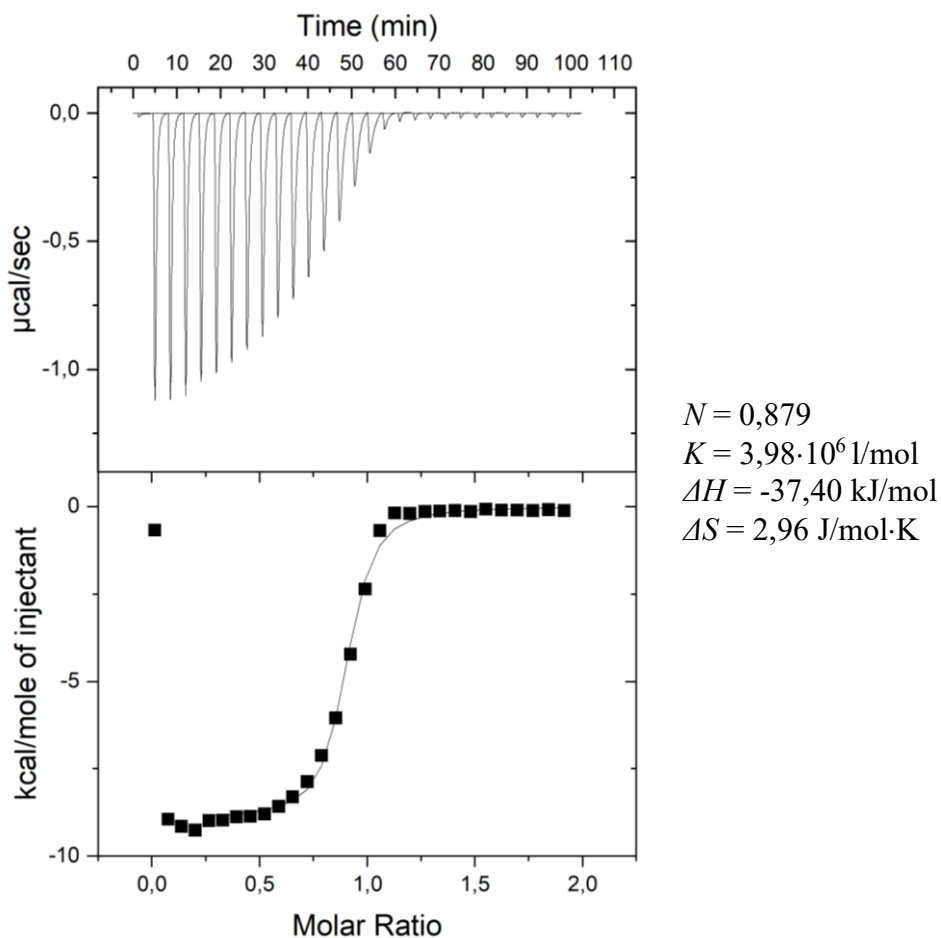 Time (min)
0 10 20 30 40 50 60 70 80 90 100 110
0,0
-0,5
-1,0
µcal/sec
0
-5
-10
kcal/mole of injectant
0,0 0,5 1,0 1,5 2,0
Molar Ratio
N = 0,879
K = 3,98·10⁶ l/mol
ΔH = -37,40 kJ/mol
ΔS = 2,96 J/mol·K